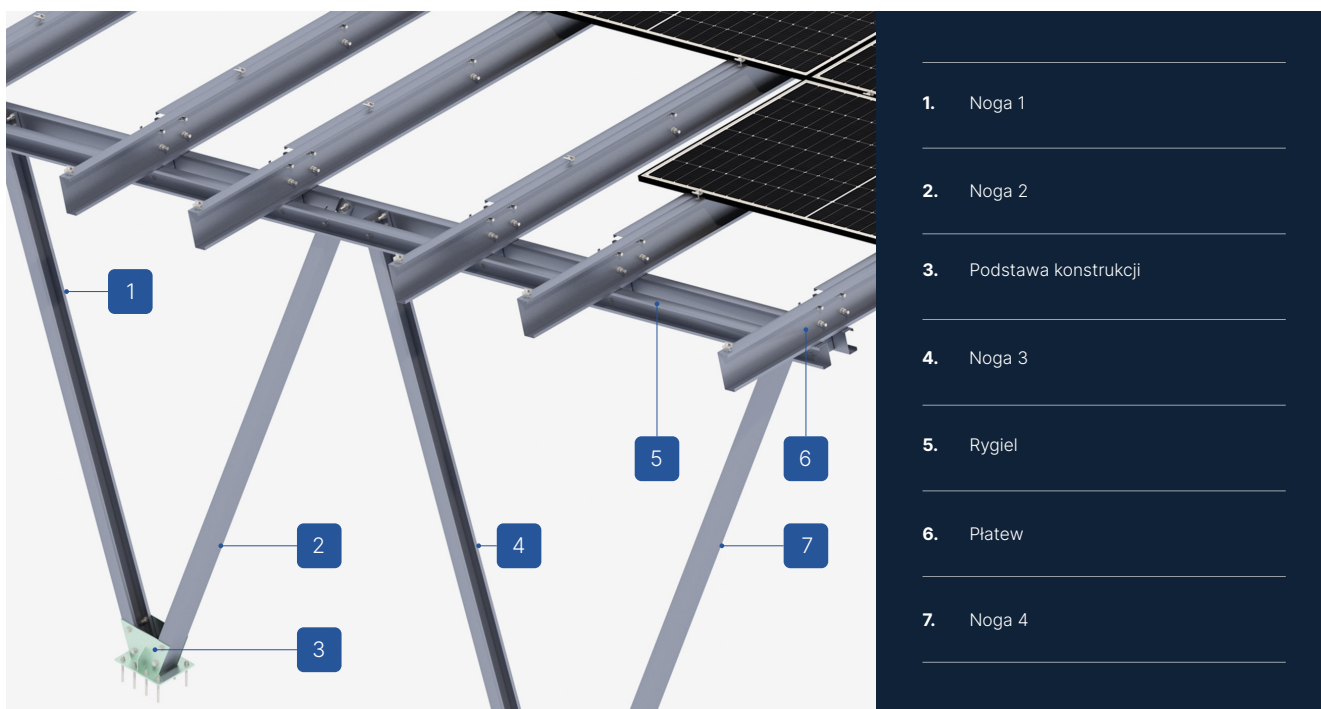 1
2
3
4
5
6
7
1. Noga 1
2. Noga 2
3. Podstawa konstrukcji
4. Noga 3
5. Rygiel
6. Płatew
7. Noga 4